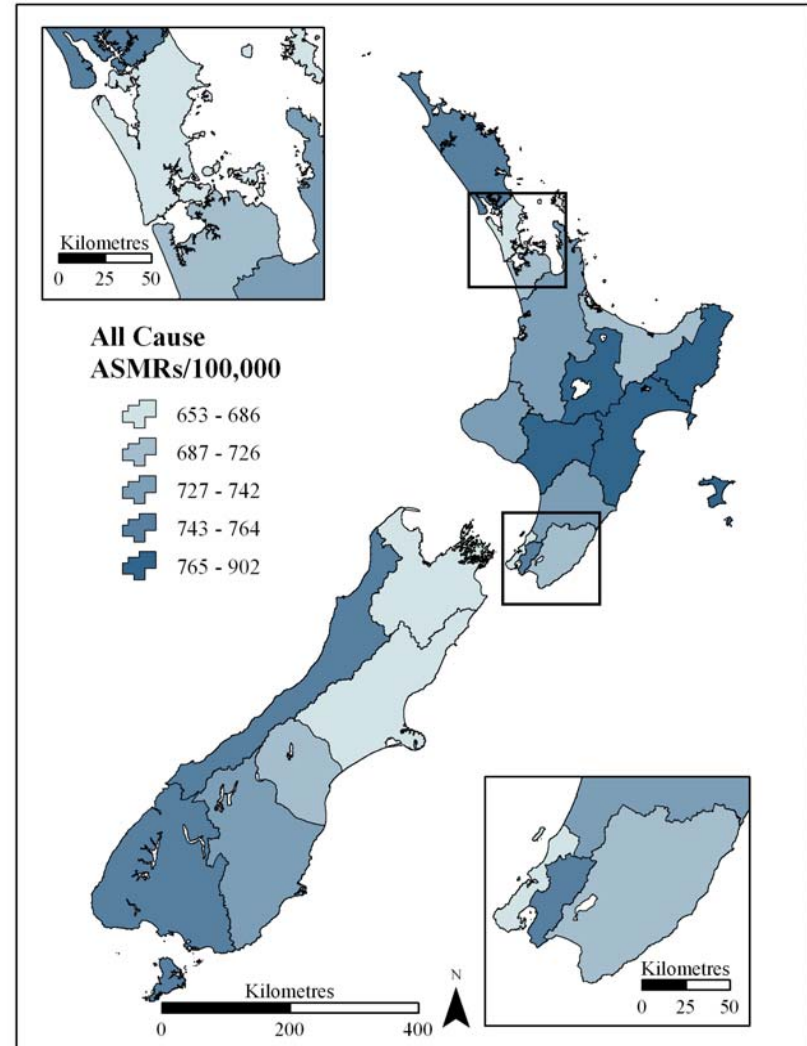 Kilometres
0 25 50
All Cause
ASMRs/100,000
653 - 686
687 - 726
727 - 742
743 - 764
765 - 902
Kilometres
0 200 400
N
Kilometres
0 25 50